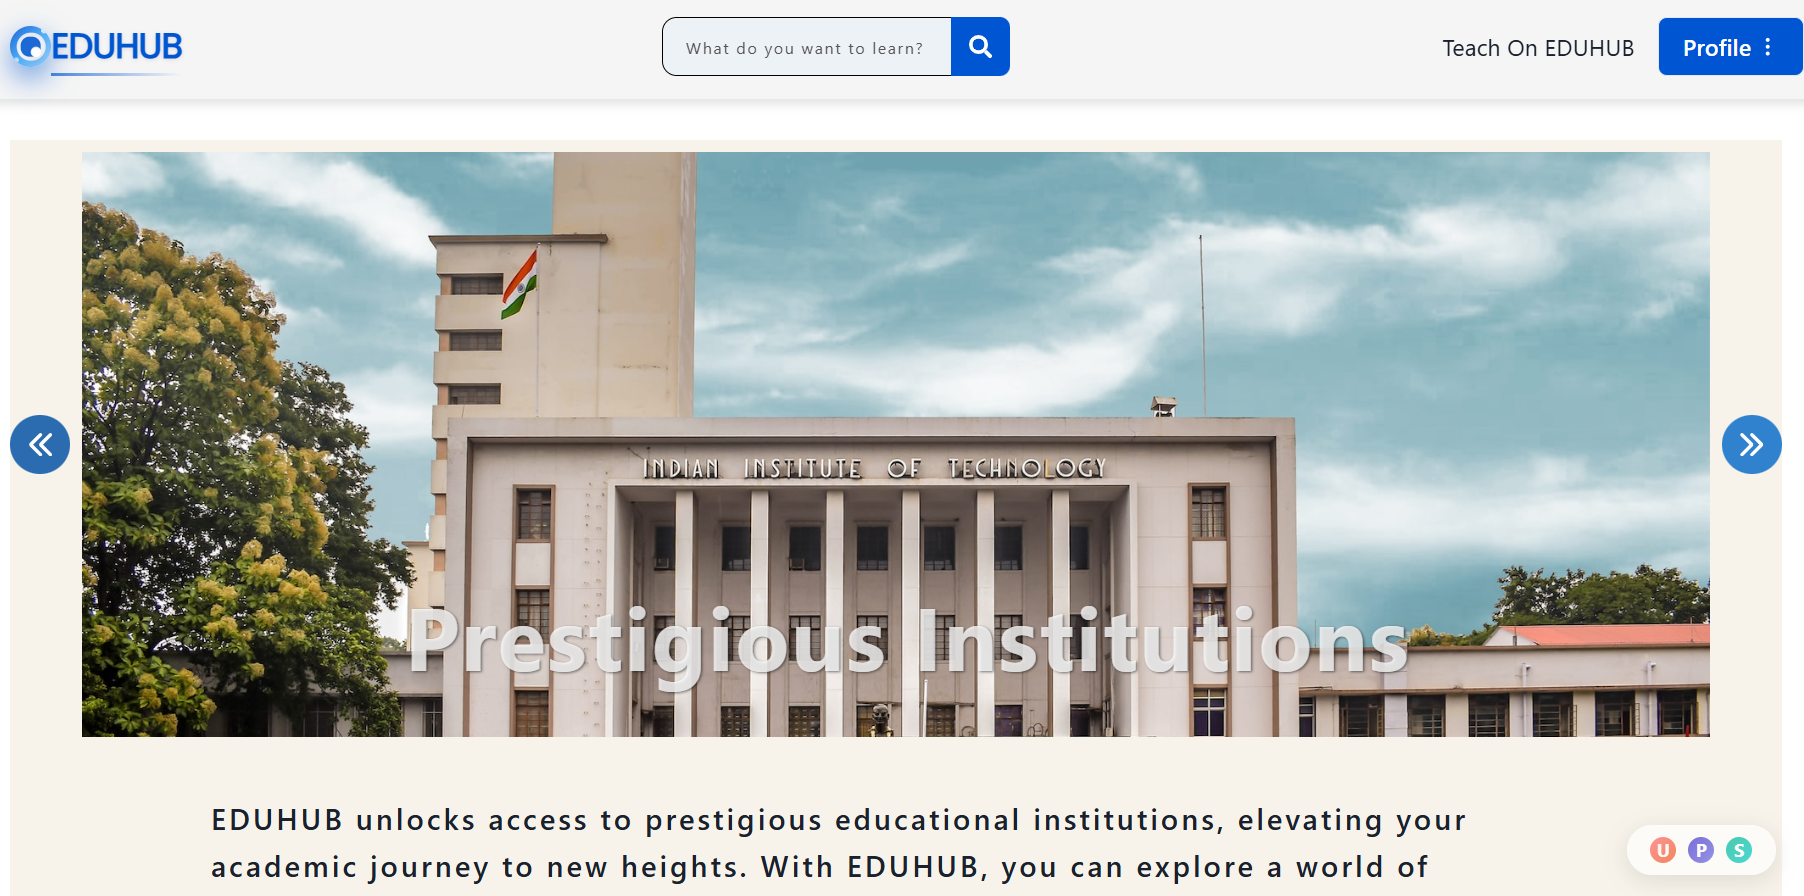 EDUHUB
What do you want to learn?
Teach On EDUHUB
Profile
INDIAN INSTITUTE OF TECHNOLOGY
Prestigious Institutions
EDUHUB unlocks access to prestigious educational institutions, elevating your
academic journey to new heights. With EDUHUB, you can explore a world of
U P S